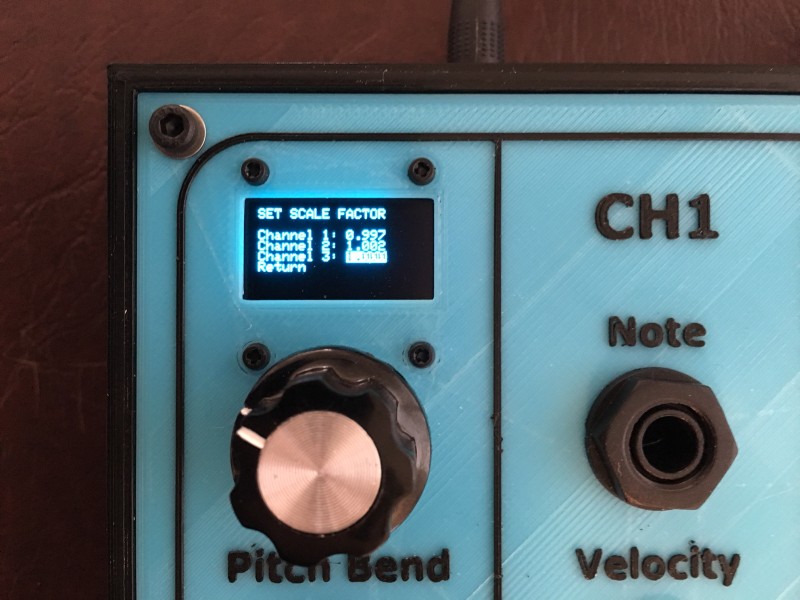 SET SCALE FACTOR
Channel 1: 0.997
Channel 2: 1.002
Channel 3: 1.000
Return
CH1
Note
Pitch Bend
Velocity